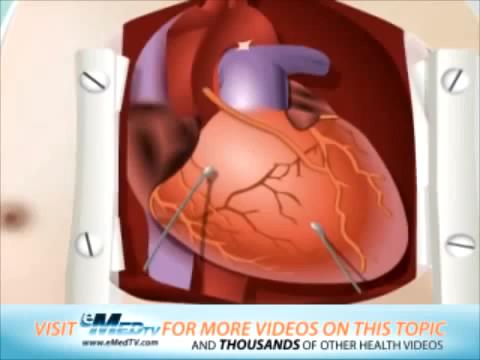 VISIT eMEDTV FOR MORE VIDEOS ON THIS TOPIC
www.eMedTV.com AND THOUSANDS OF OTHER HEALTH VIDEOS